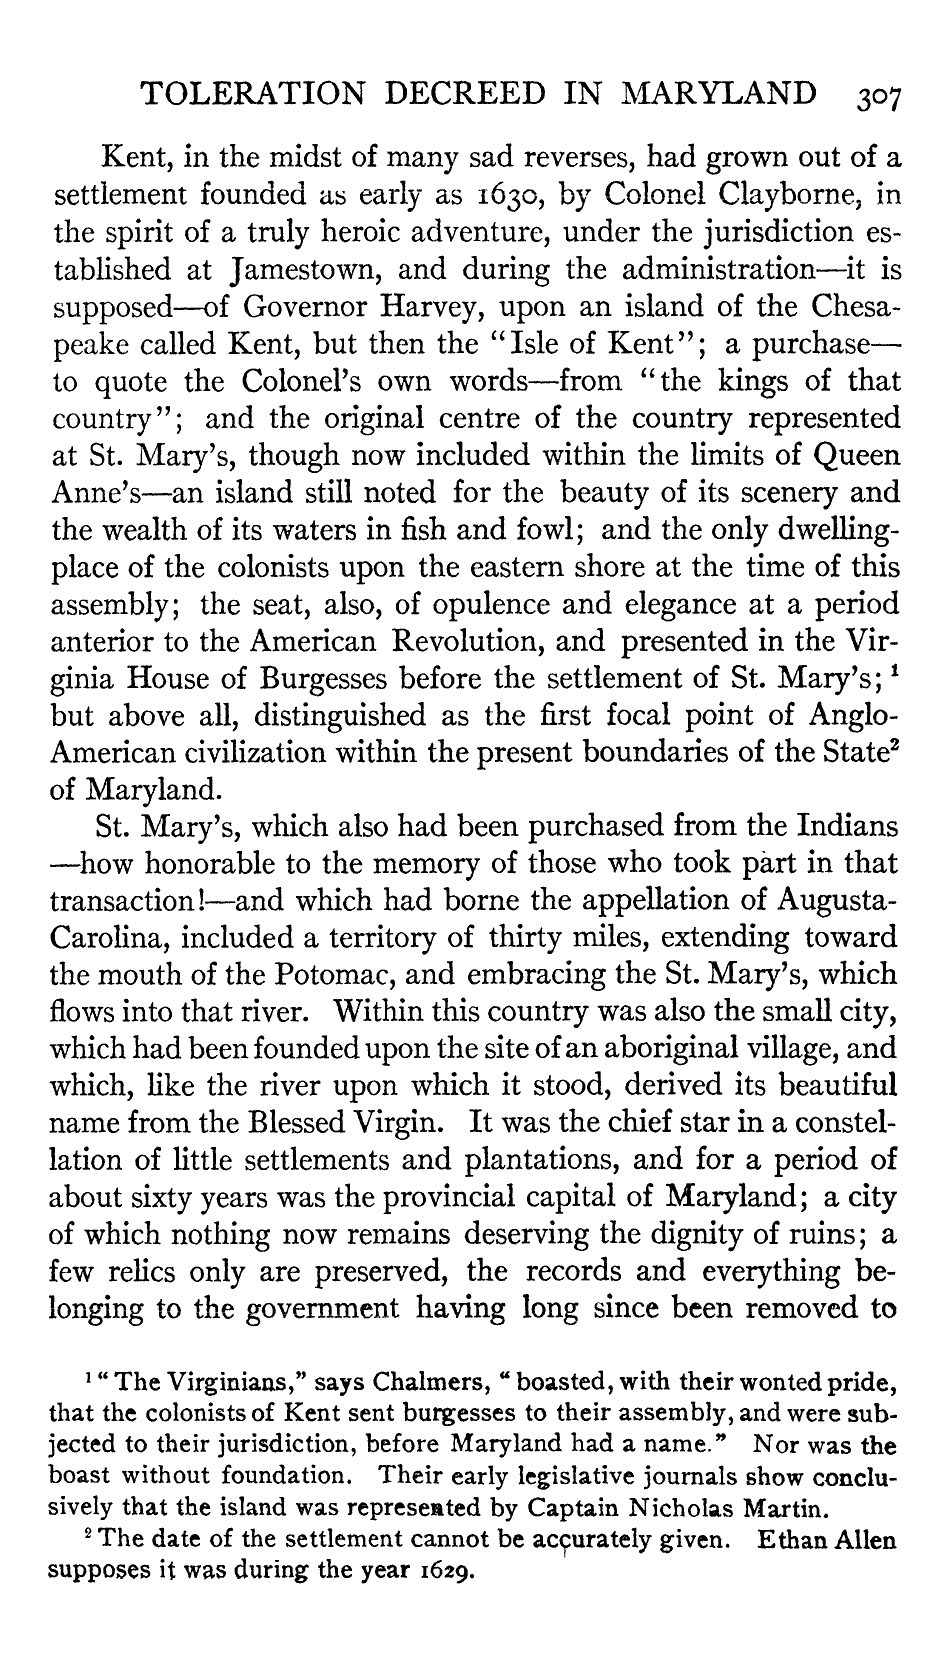 TOLERATION DECREED IN MARYLAND 307
Kent, in the midst of many sad reverses, had grown out of a
settlement founded as early as 1630, by Colonel Clayborne, in
the spirit of a truly heroic adventure, under the jurisdiction es-
tablished at Jamestown, and during the administration—it is
supposed—of Governor Harvey, upon an island of the Chesa-
peake called Kent, but then the "Isle of Kent"; a purchase—
to quote the Colonel's own words—from "the kings of that
country"; and the original centre of the country represented
at St. Mary's, though now included within the limits of Queen
Anne's—an island still noted for the beauty of its scenery and
the wealth of its waters in fish and fowl; and the only dwelling-
place of the colonists upon the eastern shore at the time of this
assembly; the seat, also, of opulence and elegance at a period
anterior to the American Revolution, and presented in the Vir-
ginia House of Burgesses before the settlement of St. Mary's; ¹
but above all, distinguished as the first focal point of Anglo-
American civilization within the present boundaries of the State²
of Maryland.
St. Mary's, which also had been purchased from the Indians
—how honorable to the memory of those who took part in that
transaction!—and which had borne the appellation of Augusta-
Carolina, included a territory of thirty miles, extending toward
the mouth of the Potomac, and embracing the St. Mary's, which
flows into that river. Within this country was also the small city,
which had been founded upon the site of an aboriginal village, and
which, like the river upon which it stood, derived its beautiful
name from the Blessed Virgin. It was the chief star in a constel-
lation of little settlements and plantations, and for a period of
about sixty years was the provincial capital of Maryland; a city
of which nothing now remains deserving the dignity of ruins; a
few relics only are preserved, the records and everything be-
longing to the government having long since been removed to
¹ "The Virginians," says Chalmers, "boasted, with their wonted pride,
that the colonists of Kent sent burgesses to their assembly, and were sub-
jected to their jurisdiction, before Maryland had a name." Nor was the
boast without foundation. Their early legislative journals show conclu-
sively that the island was represented by Captain Nicholas Martin.
² The date of the settlement cannot be accurately given. Ethan Allen
supposes it was during the year 1629.